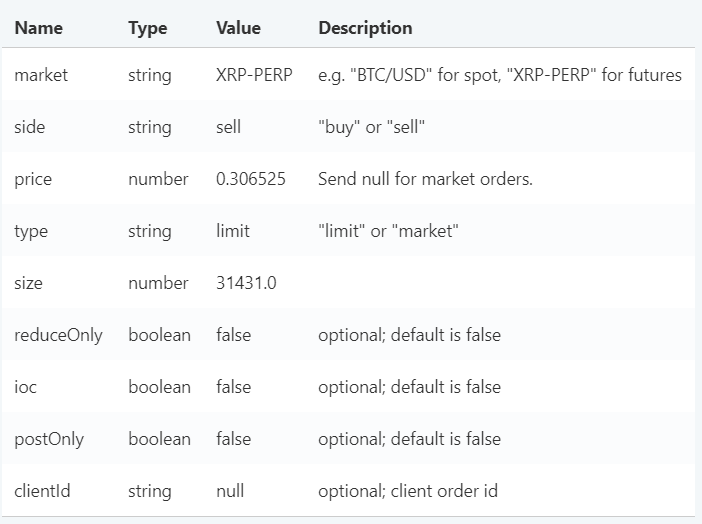 Name Type Value Description
market string XRP-PERP e.g. "BTC/USD" for spot, "XRP-PERP" for futures
side string sell "buy" or "sell"
price number 0.306525 Send null for market orders.
type string limit "limit" or "market"
size number 31431.0
reduceOnly boolean false optional; default is false
ioc boolean false optional; default is false
postOnly boolean false optional; default is false
clientId string null optional; client order id